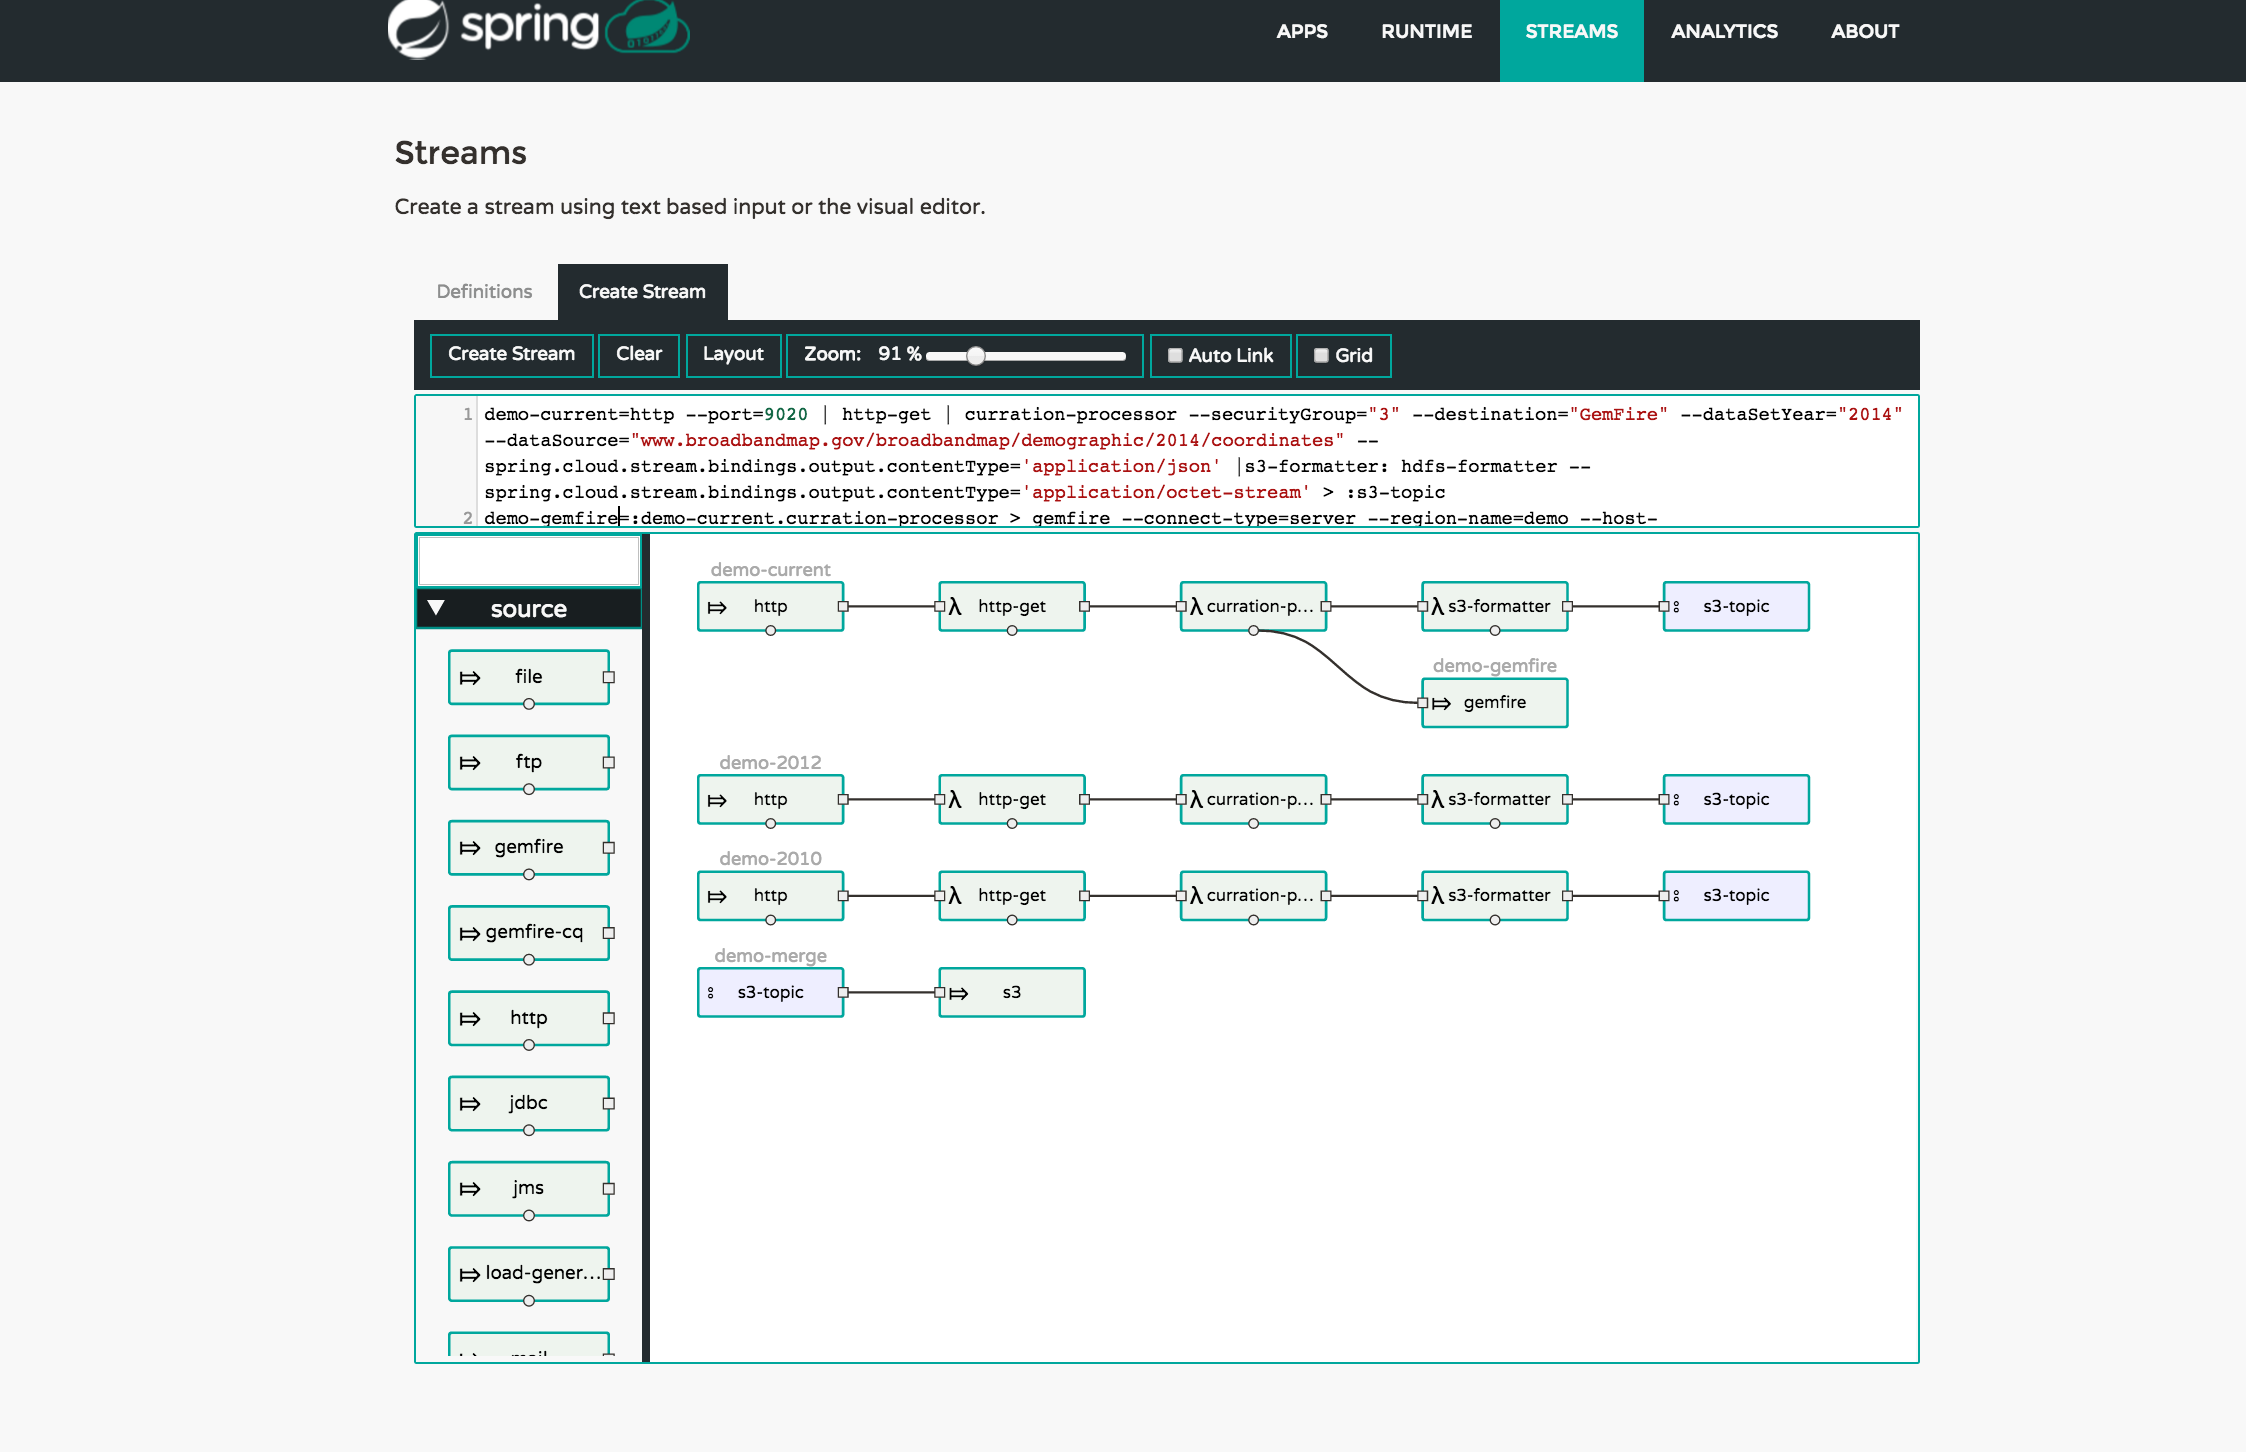 spring
APPS RUNTIME STREAMS ANALYTICS ABOUT
Streams
Create a stream using text based input or the visual editor.
Definitions Create Stream
Create Stream Clear Layout Zoom: 91 % Auto Link Grid
1 demo-current=http --port=9020 | http-get | curration-processor --securityGroup="3" --destination="GemFire" --dataSetYear="2014"
--dataSource="www.broadbandmap.gov/broadbandmap/demographic/2014/coordinates" --
spring.cloud.stream.bindings.output.contentType='application/json' |s3-formatter: hdfs-formatter --
spring.cloud.stream.bindings.output.contentType='application/octet-stream' > :s3-topic
2 demo-gemfire=:demo-current.curration-processor > gemfire --connect-type=server --region-name=demo --host-
source
file
ftp
gemfire
gemfire-cq
http
jdbc
jms
load-gener...
demo-current
http http-get curration-p... s3-formatter s3-topic
demo-gemfire
gemfire
demo-2012
http http-get curration-p... s3-formatter s3-topic
demo-2010
http http-get curration-p... s3-formatter s3-topic
demo-merge
s3-topic s3